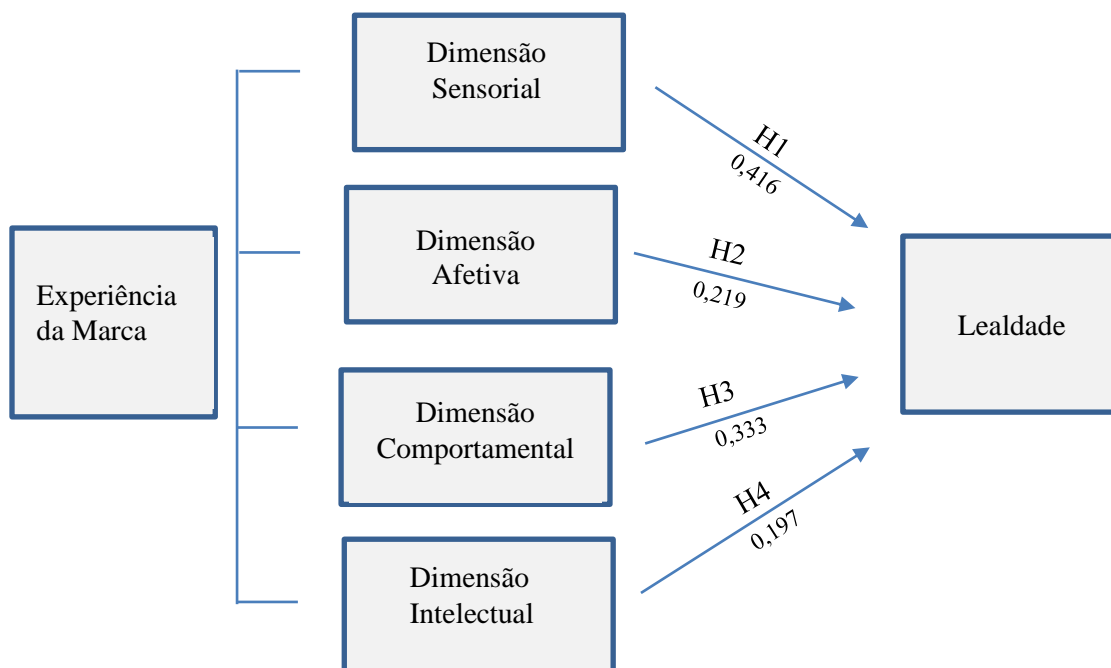 Experiência
da Marca
Dimensão
Sensorial
Dimensão
Afetiva
Dimensão
Comportamental
Dimensão
Intelectual
H1
0,416
H2
0,219
H3
0,333
H4
0,197
Lealdade